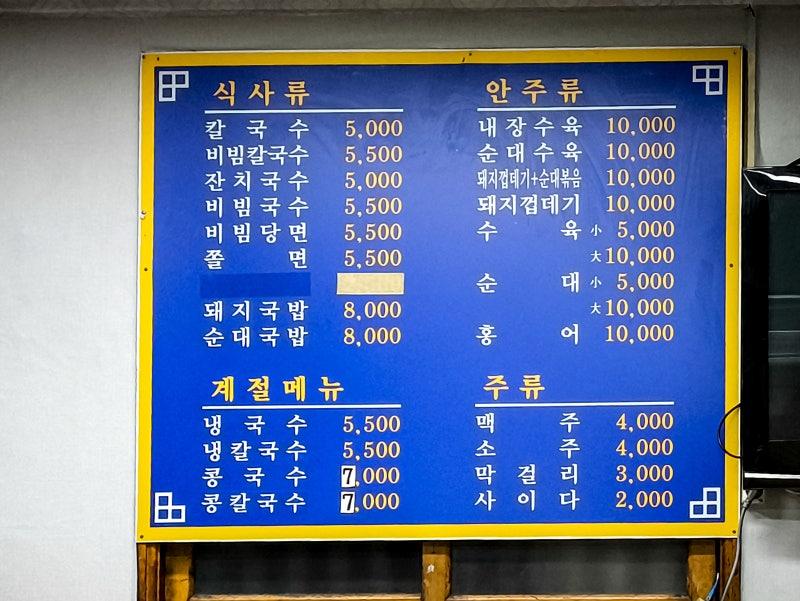 식사류
칼국수 5,000
비빔칼국수 5,500
잔치국수 5,000
비빔국수 5,500
비빔당면 5,500
쫄면 5,500
돼지국밥 8,000
순대국밥 8,000
안주류
내장수육 10,000
순대수육 10,000
돼지껍데기+순대볶음 10,000
돼지껍데기 10,000
수육 小 5,000
大 10,000
순대 小 5,000
大 10,000
홍어 10,000
계절메뉴
냉국수 5,500
냉칼국수 5,500
콩국수 7,000
콩칼국수 7,000
주류
맥주 4,000
소주 4,000
막걸리 3,000
사이다 2,000